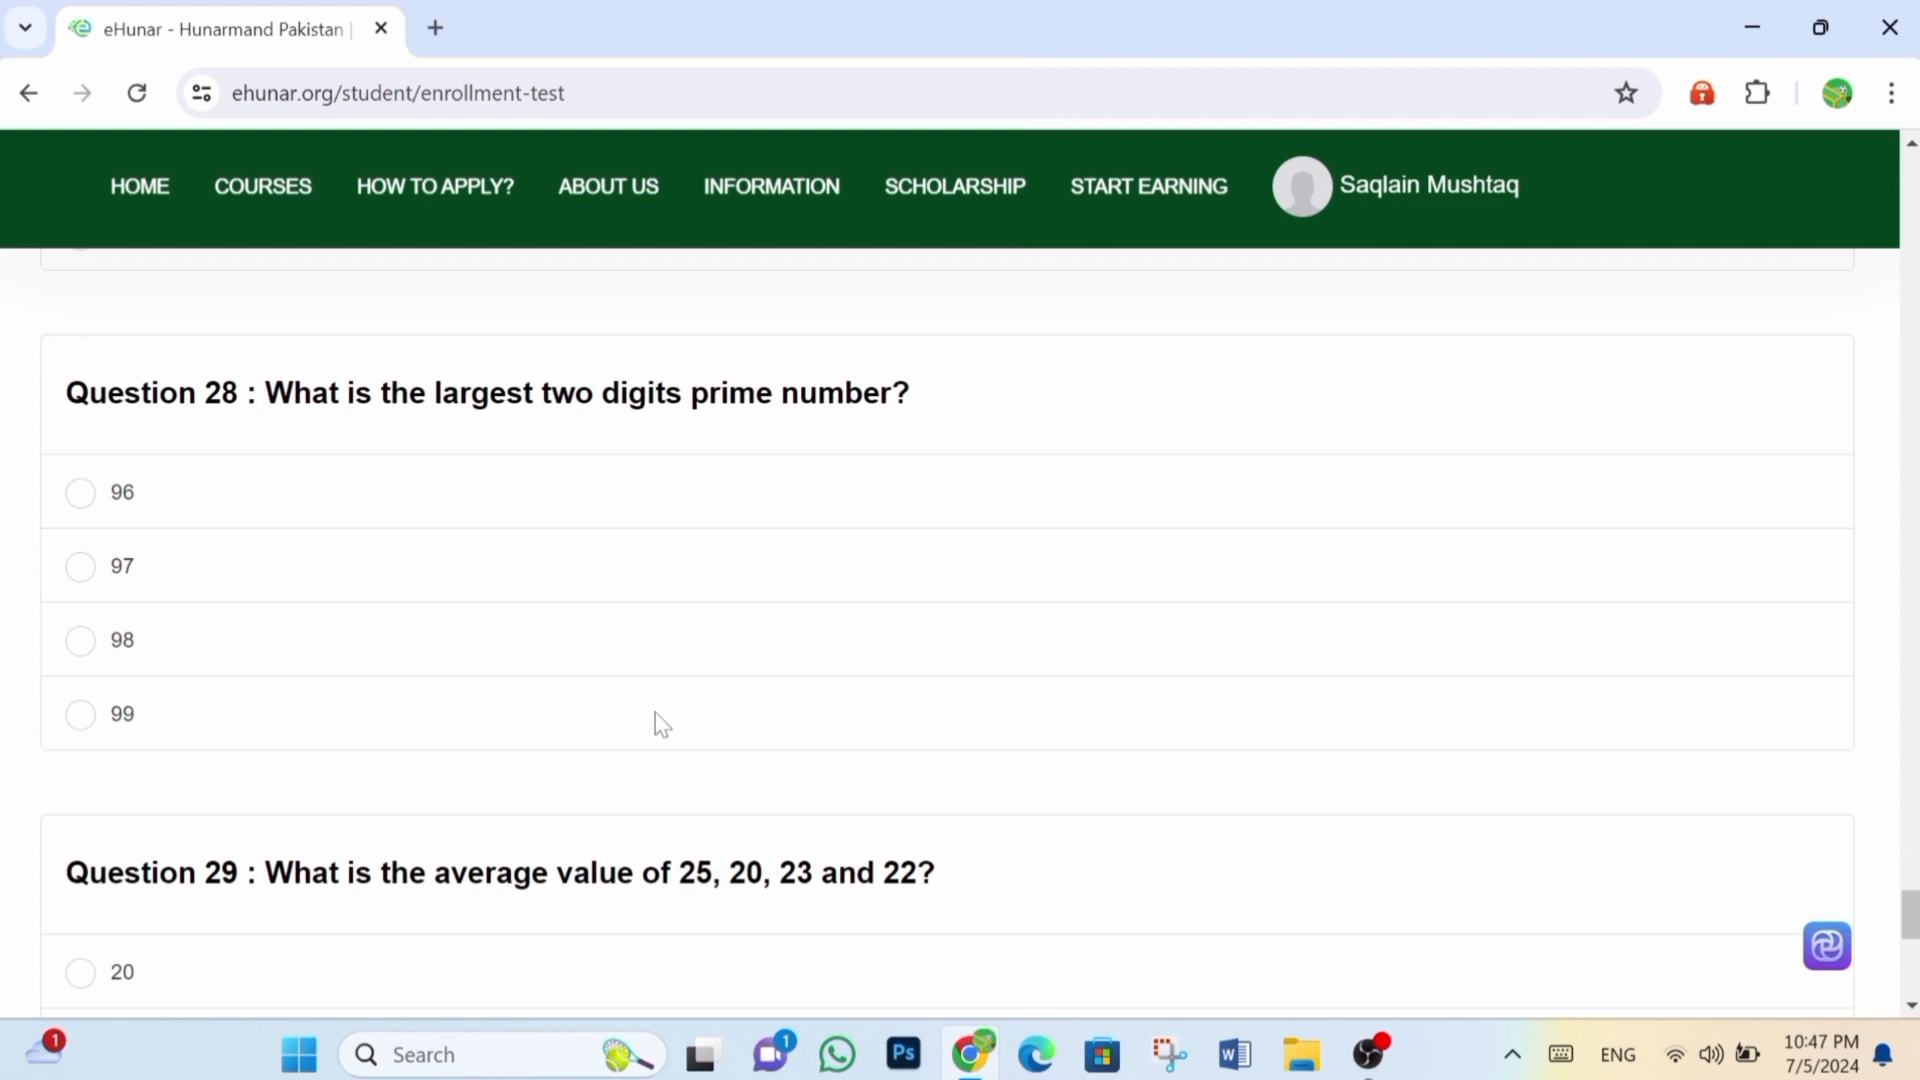 eHunar - Hunarmand Pakistan |
ehunar.org/student/enrollment-test
HOME COURSES HOW TO APPLY? ABOUT US INFORMATION SCHOLARSHIP START EARNING Saqlain Mushtaq
Question 28 : What is the largest two digits prime number?
96
97
98
99
Question 29 : What is the average value of 25, 20, 23 and 22?
20
1
Search
1
Ps
W
ENG
10:47 PM
7/5/2024